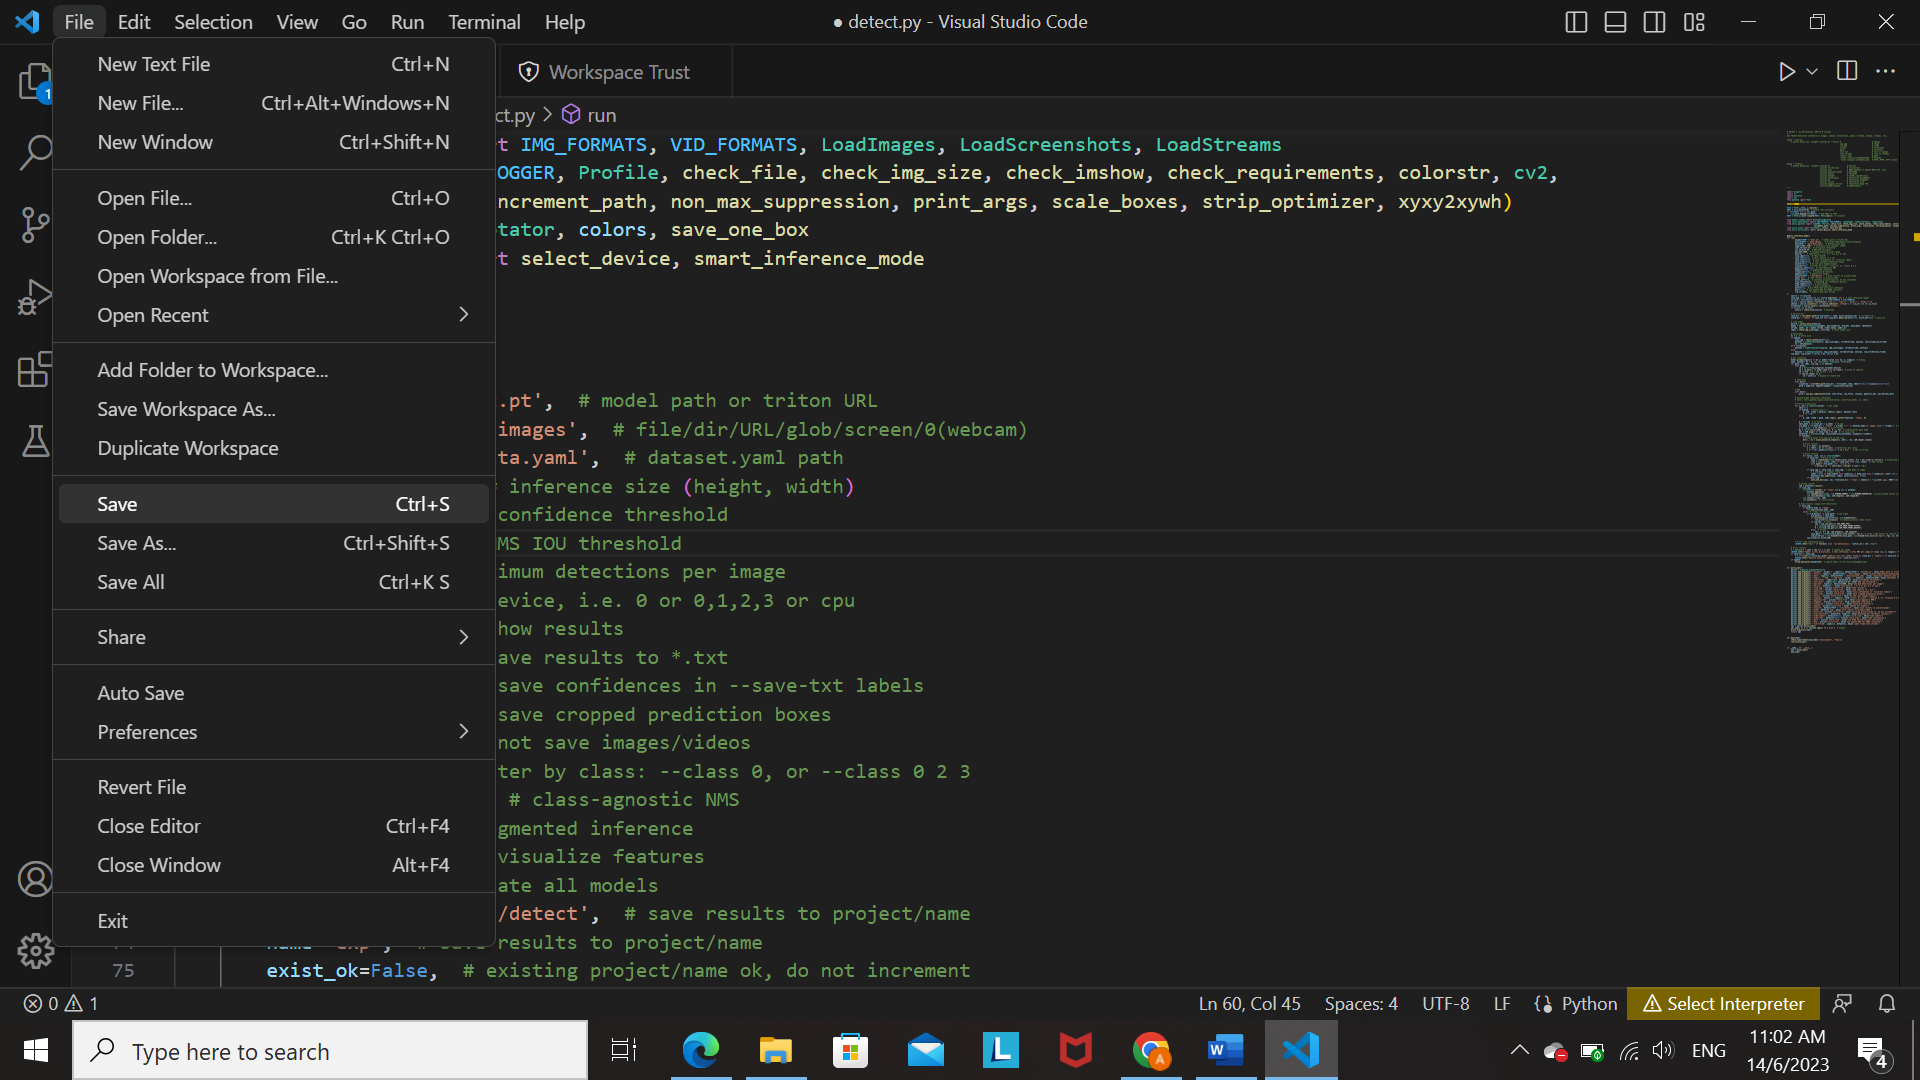 File Edit Selection View Go Run Terminal Help
● detect.py - Visual Studio Code
New Text File Ctrl+N
New File... Ctrl+Alt+Windows+N
New Window Ctrl+Shift+N
Open File... Ctrl+O
Open Folder... Ctrl+K Ctrl+O
Open Workspace from File...
Open Recent
Add Folder to Workspace...
Save Workspace As...
Duplicate Workspace
Save Ctrl+S
Save As... Ctrl+Shift+S
Save All Ctrl+K S
Share
Auto Save
Preferences
Revert File
Close Editor Ctrl+F4
Close Window Alt+F4
Exit
1
Workspace Trust
ct.py > run
t IMG_FORMATS, VID_FORMATS, LoadImages, LoadScreenshots, LoadStreams
OGGER, Profile, check_file, check_img_size, check_imshow, check_requirements, colorstr, cv2,
ncrement_path, non_max_suppression, print_args, scale_boxes, strip_optimizer, xyxy2xywh)
tator, colors, save_one_box
t select_device, smart_inference_mode
.pt',  # model path or triton URL
images',  # file/dir/URL/glob/screen/0(webcam)
ta.yaml',  # dataset.yaml path
inference size (height, width)
confidence threshold
MS IOU threshold
imum detections per image
evice, i.e. 0 or 0,1,2,3 or cpu
how results
ave results to *.txt
save confidences in --save-txt labels
save cropped prediction boxes
not save images/videos
ter by class: --class 0, or --class 0 2 3
# class-agnostic NMS
gmented inference
visualize features
ate all models
/detect',  # save results to project/name
results to project/name
75 exist_ok=False,  # existing project/name ok, do not increment
0 1
Ln 60, Col 45 Spaces: 4 UTF-8 LF Python Select Interpreter
Type here to search
ENG
11:02 AM
14/6/2023
4